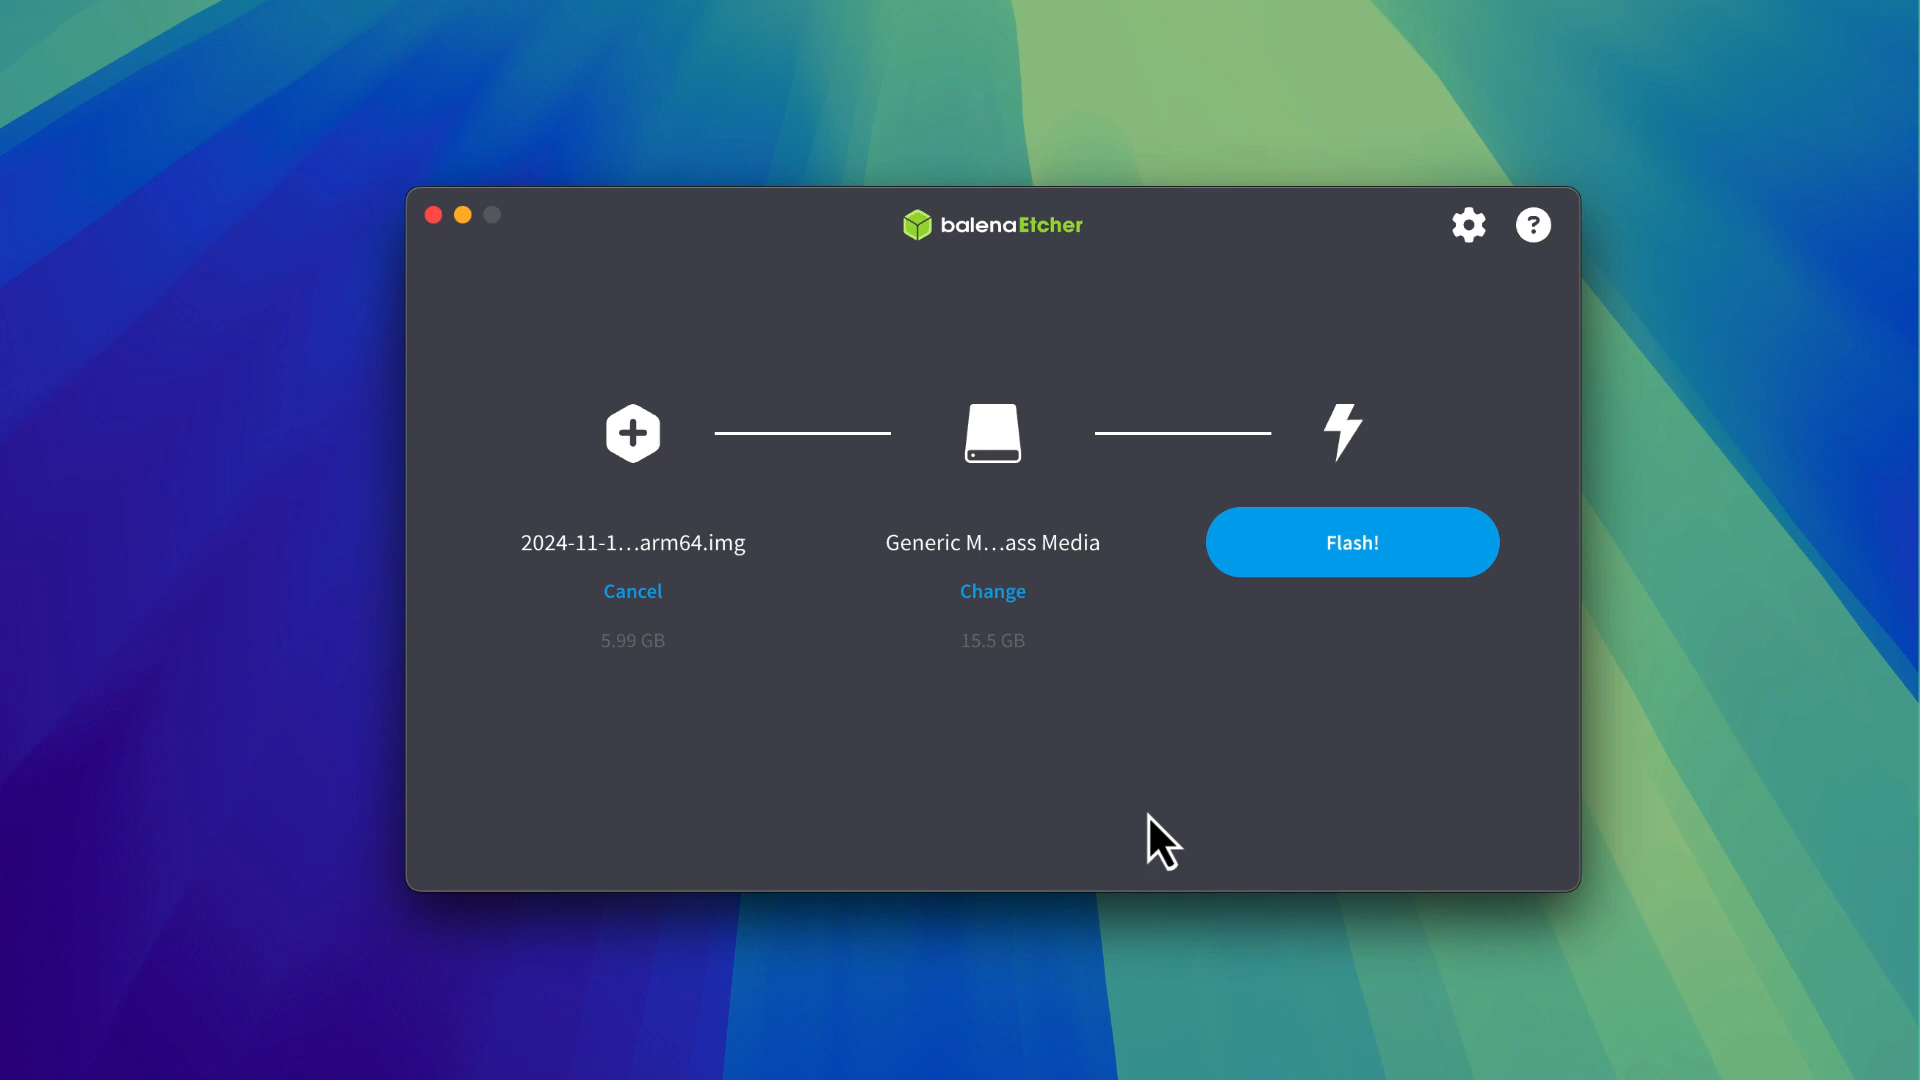 balenaEtcher
?
2024-11-1...arm64.img
Generic M...ass Media
Flash!
Cancel
Change
5.99 GB
15.5 GB